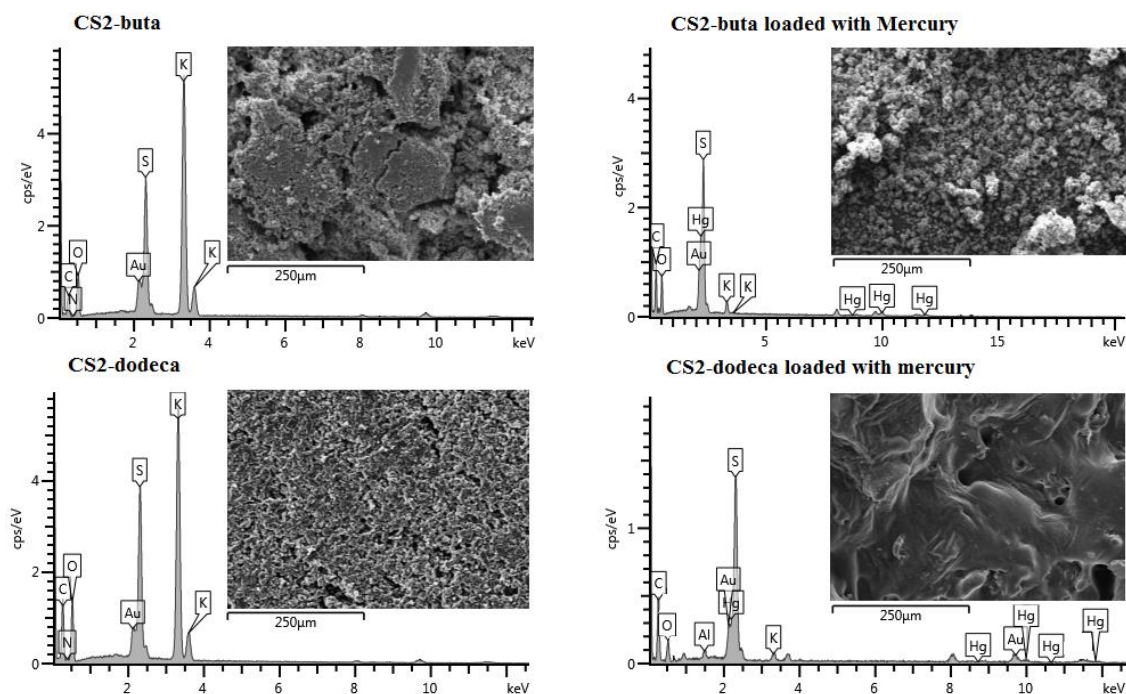 CS2-buta
K
S
K
O
Au
C
N
4
2
0
cps/eV
2
4
6
8
10
keV
250μm
CS2-buta loaded with Mercury
S
Hg
C
O
Au
K
K
Hg
Hg
Hg
4
2
0
cps/eV
5
10
15
keV
250μm
CS2-dodeca
K
S
O
C
Au
N
K
4
2
0
cps/eV
2
4
6
8
10
keV
250μm
CS2-dodeca loaded with mercury
S
Au
Hg
C
O
Al
K
Hg
Au
Hg
Hg
Hg
1
0
cps/eV
2
4
6
8
10
keV
250μm